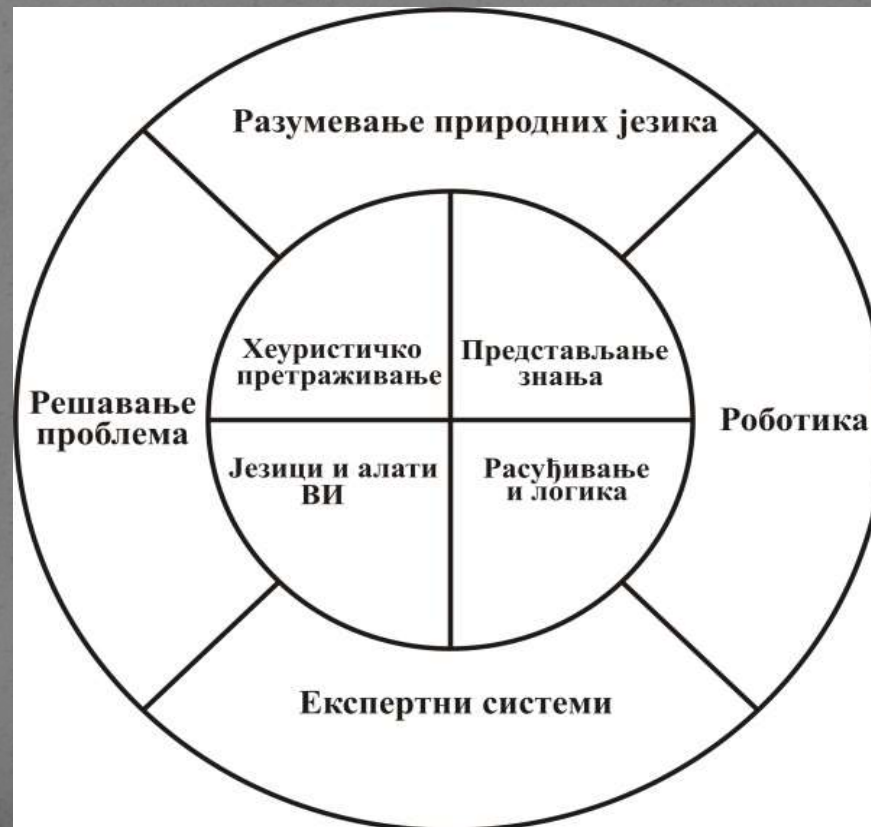 Разумевање природних језика
Хеуристичко
претраживање
Представљање
знања
Решавање
проблема
Роботика
Језици и алати
ВИ
Расуђивање
и логика
Експертни системи